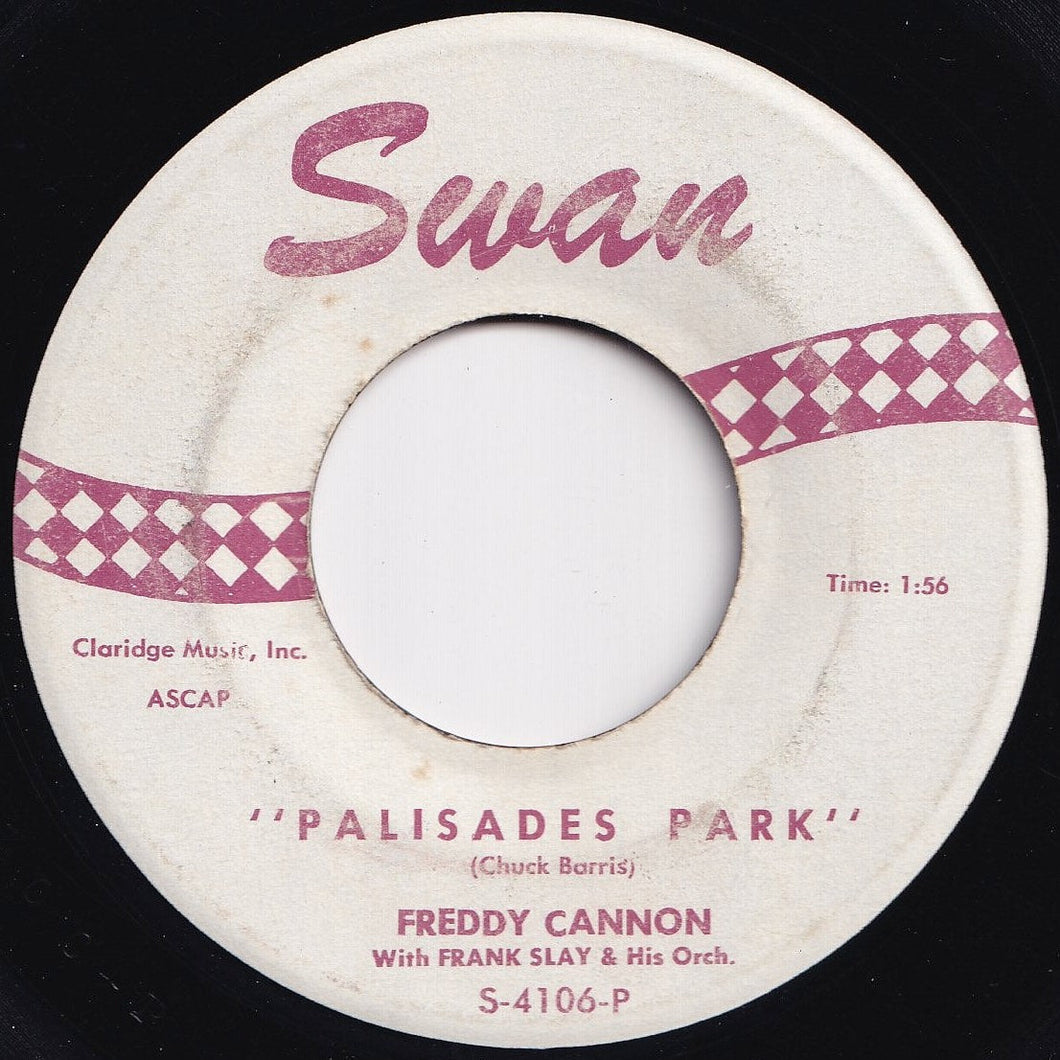 Swan
Time: 1:56
Claridge Music, Inc.
ASCAP
"PALISADES PARK"
(Chuck Barris)
FREDDY CANNON
With FRANK SLAY & His Orch.
S-4106-P